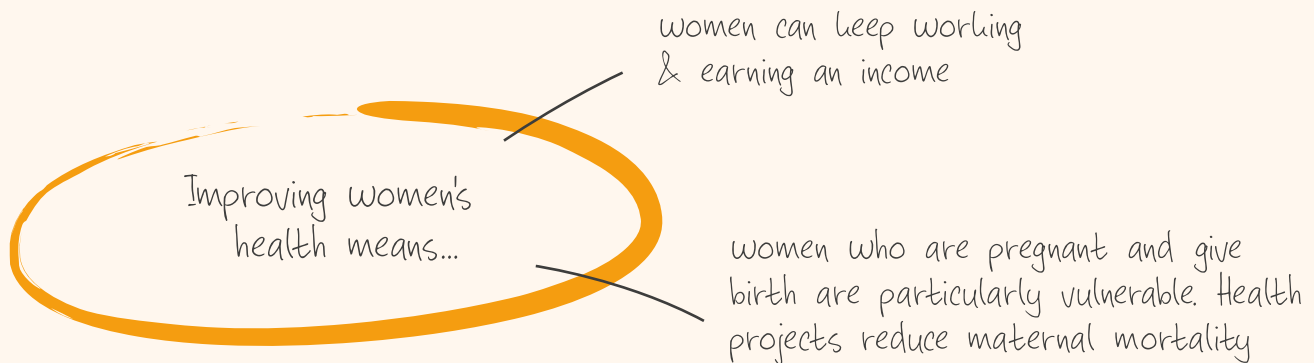 women can keep working
& earning an income
Improving women's
health means...
women who are pregnant and give
birth are particularly vulnerable. Health
projects reduce maternal mortality